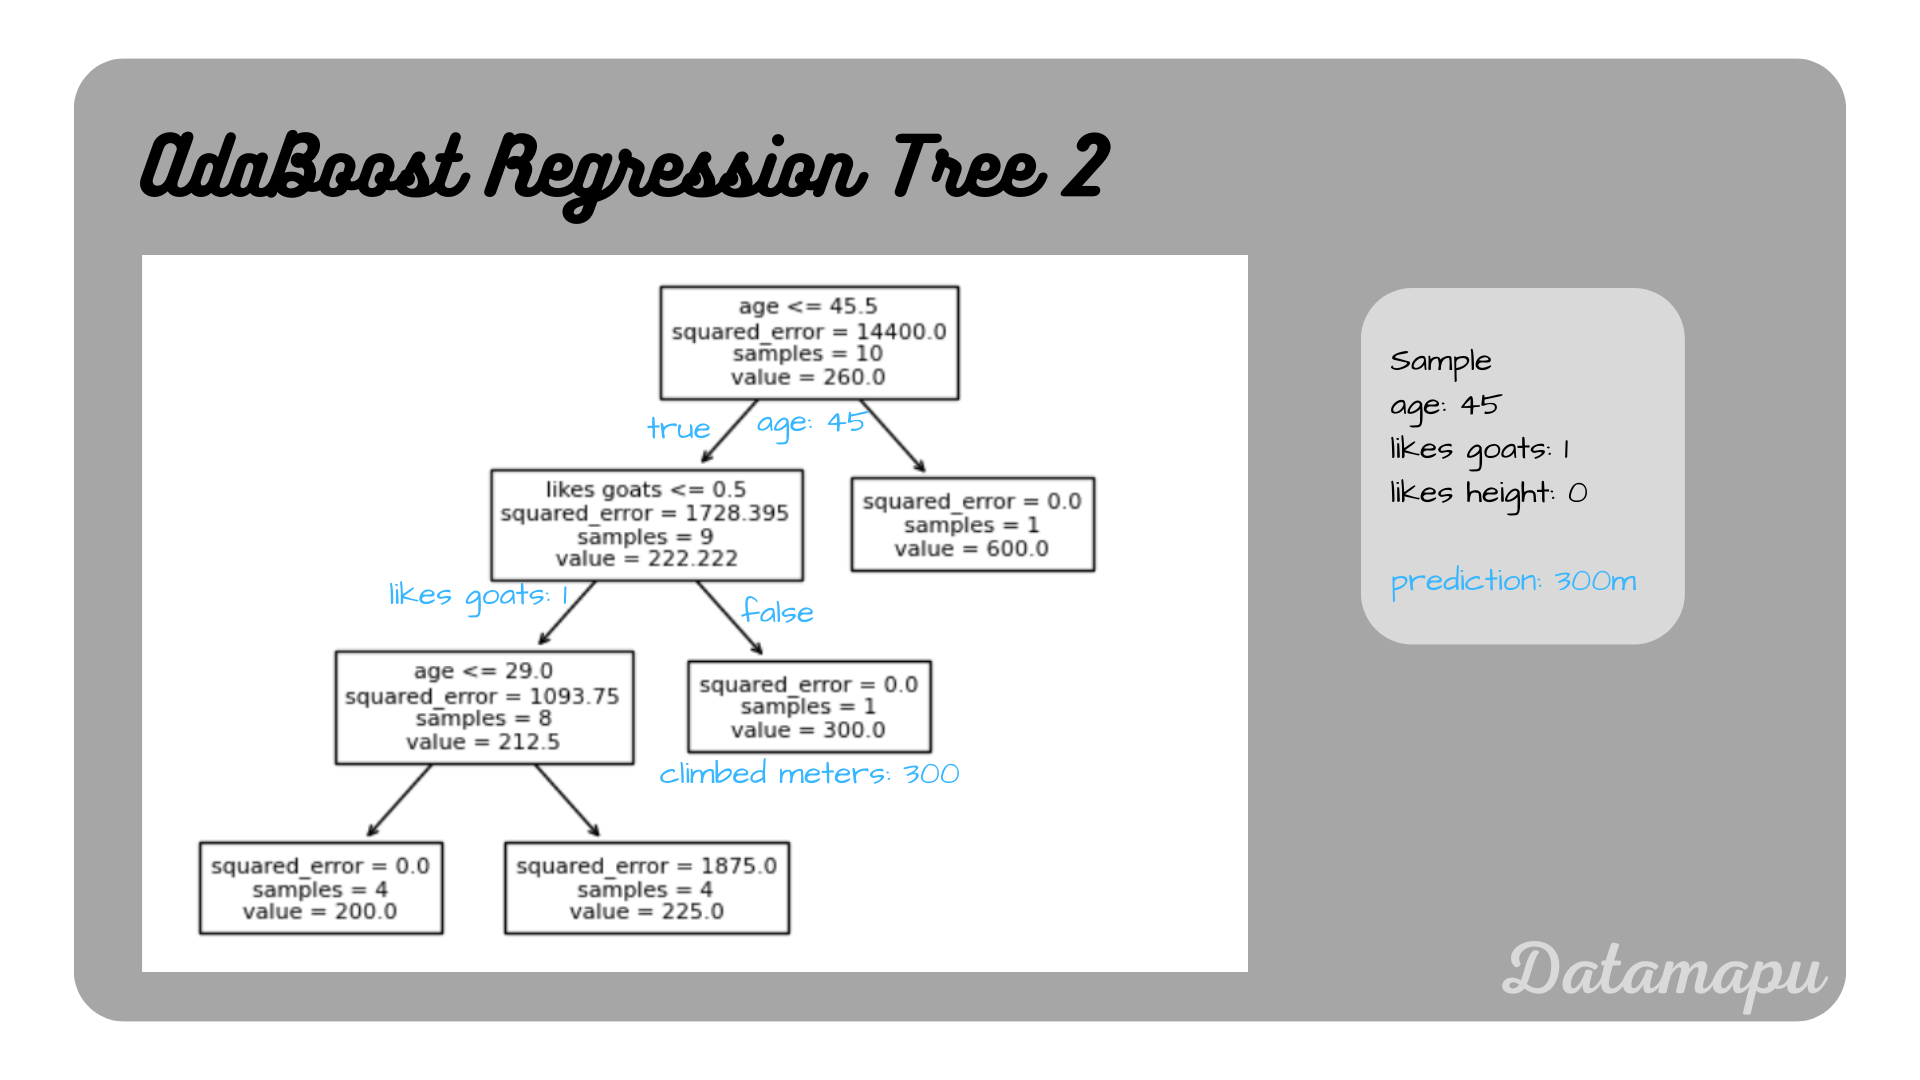 AdaBoost Regression Tree 2
age <= 45.5
squared_error = 14400.0
samples = 10
value = 260.0
true
age: 45
likes goats <= 0.5
squared_error = 1728.395
samples = 9
value = 222.222
squared_error = 0.0
samples = 1
value = 600.0
likes goats: 1
false
age <= 29.0
squared_error = 1093.75
samples = 8
value = 212.5
squared_error = 0.0
samples = 1
value = 300.0
climbed meters: 300
squared_error = 0.0
samples = 4
value = 200.0
squared_error = 1875.0
samples = 4
value = 225.0
Sample
age: 45
likes goats: 1
likes height: 0
prediction: 300m
Datamapu